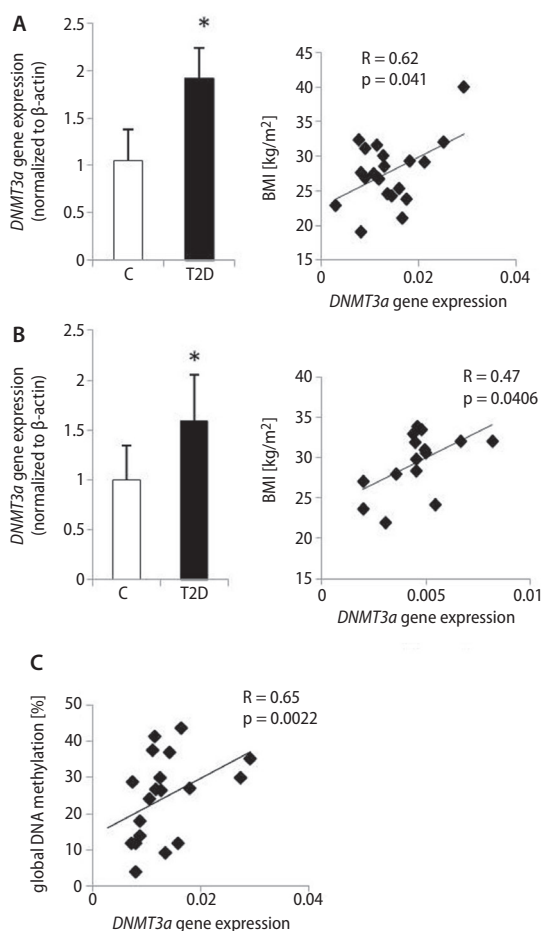 A
DNMT3a gene expression
(normalized to β-actin)
2.5
2
1.5
1
0.5
0
*
C
T2D
R = 0.62
p = 0.041
BMI [kg/m²]
45
40
35
30
25
20
15
0
0.02
0.04
DNMT3a gene expression
B
DNMT3a gene expression
(normalized to β-actin)
2.5
2
1.5
1
0.5
0
*
C
T2D
R = 0.47
p = 0.0406
BMI [kg/m²]
40
35
30
25
20
15
0
0.005
0.01
DNMT3a gene expression
C
R = 0.65
p = 0.0022
global DNA methylation [%]
50
40
30
20
10
0
0
0.02
0.04
DNMT3a gene expression